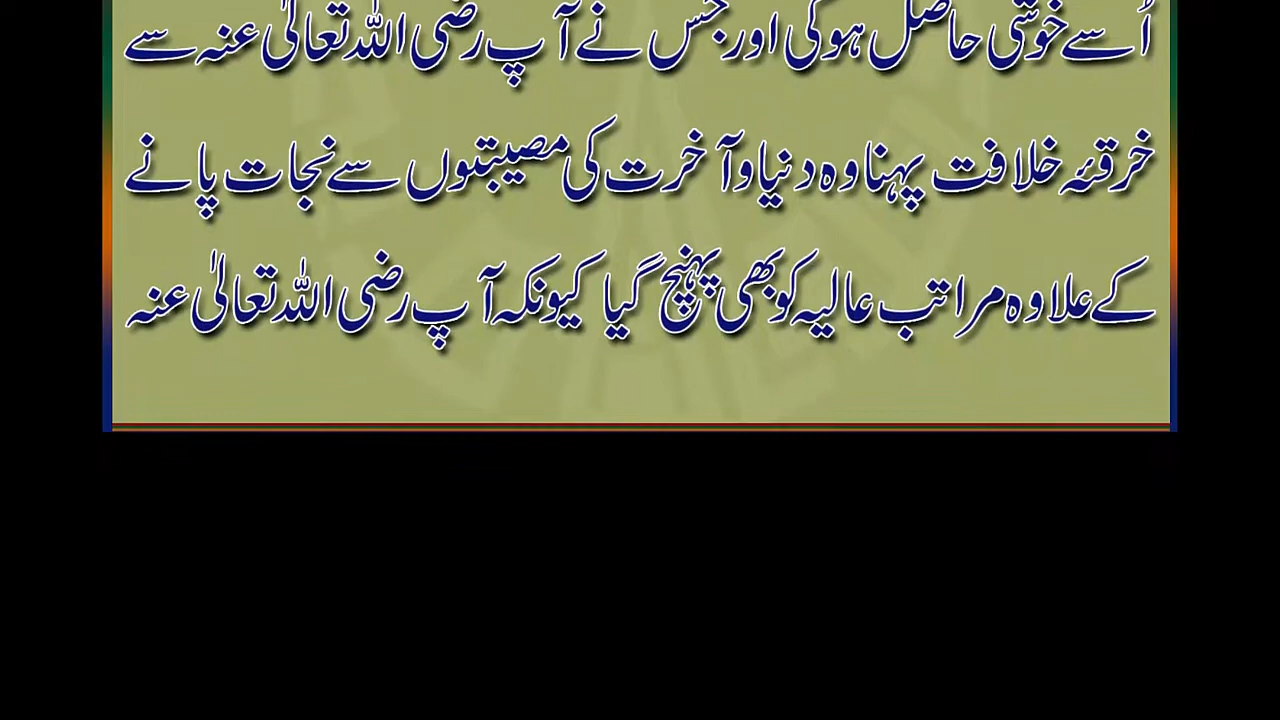 اُسے خوشی حاصل ہوگی اور جس نے آپ رضی اللہ تعالیٰ عنہ سے
خرقئہ خلافت پہنا وہ دنیا و آخرت کی مصیبتوں سے نجات پانے
کے علاوہ مراتب عالیہ کو بھی پہنچ گیا کیونکہ آپ رضی اللہ تعالیٰ عنہ